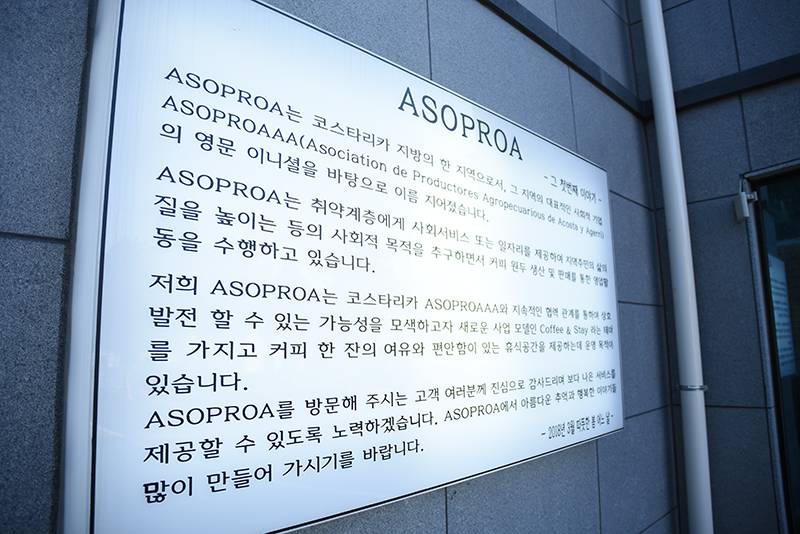 ASOPROA
- 그 첫번째 이야기 -
ASOPROA는 코스타리카 지방의 한 지역으로서, 그 지역의 대표적인 사회적 기업
ASOPROAAA(Asociation de Productores Agropecuarious de Acosta y Agerri)
의 영문 이니셜을 바탕으로 이름 지어졌습니다.
ASOPROA는 취약계층에게 사회서비스 또는 일자리를 제공하여 지역주민의 삶의
질을 높이는 등의 사회적 목적을 추구하면서 커피 원두 생산 및 판매를 통한 영업활
동을 수행하고 있습니다.
저희 ASOPROA는 코스타리카 ASOPROAAA와 지속적인 협력 관계를 통하여 상호
발전 할 수 있는 가능성을 모색하고자 새로운 사업 모델인 Coffee & Stay 라는 테마
를 가지고 커피 한 잔의 여유와 편안함이 있는 휴식공간을 제공하는데 운영 목적이
있습니다.
ASOPROA를 방문해 주시는 고객 여러분께 진심으로 감사드리며 보다 나은 서비스를
제공할 수 있도록 노력하겠습니다. ASOPROA에서 아름다운 추억과 행복한 이야기들
많이 만들어 가시기를 바랍니다.
- 2018년 3월 따뜻한 봄 어느 날 -